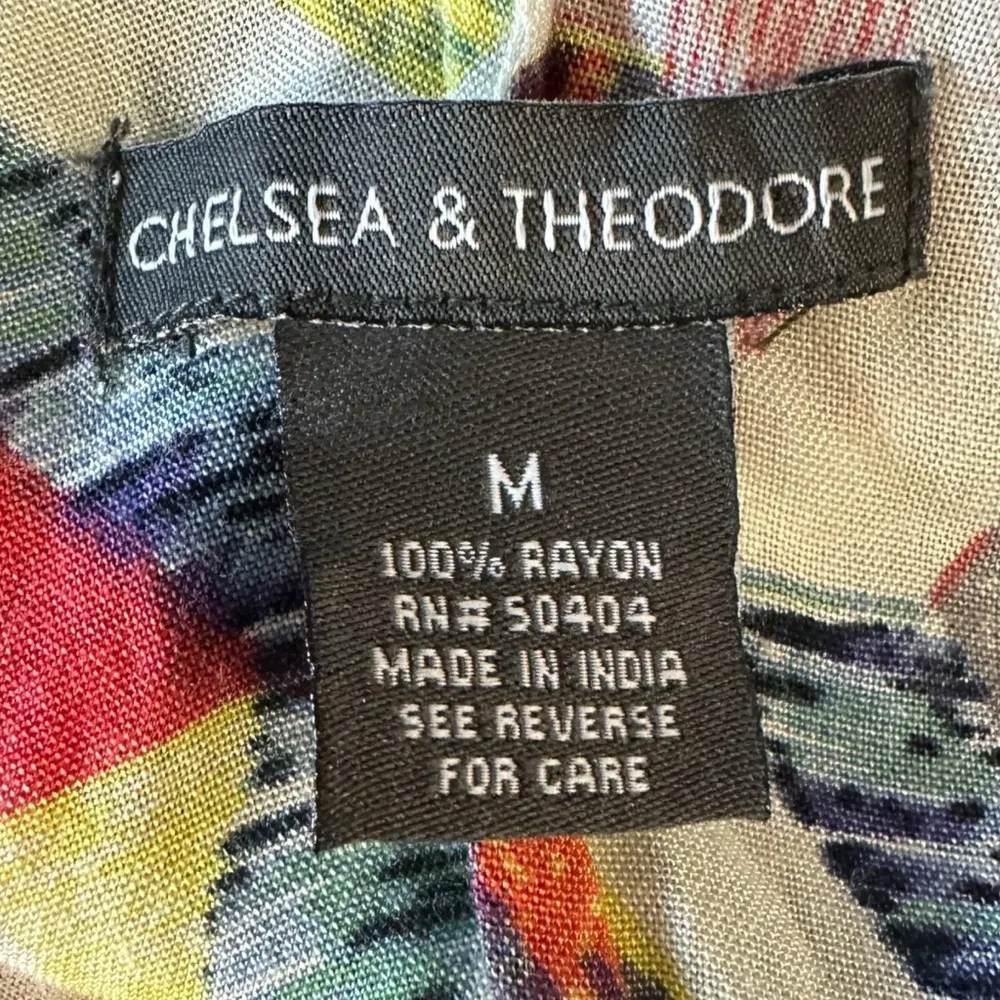 CHELSEA & THEODORE
M
100% RAYON
RN# 50404
MADE IN INDIA
SEE REVERSE
FOR CARE